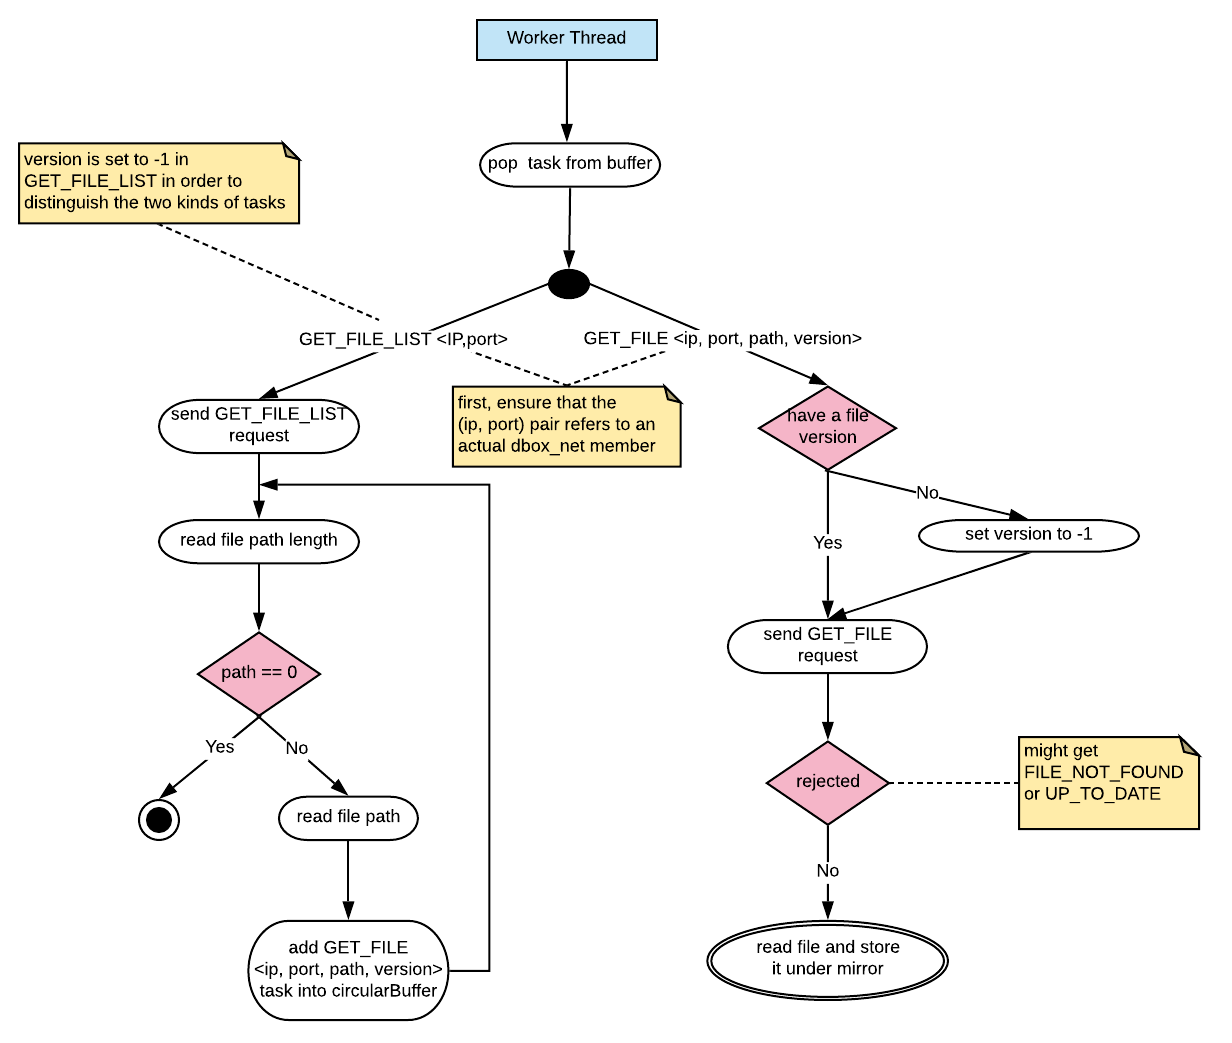 Worker Thread
pop  task from buffer
version is set to -1 in
GET_FILE_LIST in order to
distinguish the two kinds of tasks
GET_FILE_LIST <IP,port>
GET_FILE <ip, port, path, version>
first, ensure that the
(ip, port) pair refers to an
actual dbox_net member
send GET_FILE_LIST
request
have a file
version
No
Yes
set version to -1
read file path length
send GET_FILE
request
path == 0
Yes
No
rejected
might get
FILE_NOT_FOUND
or UP_TO_DATE
read file path
No
add GET_FILE
<ip, port, path, version>
task into circularBuffer
read file and store
it under mirror